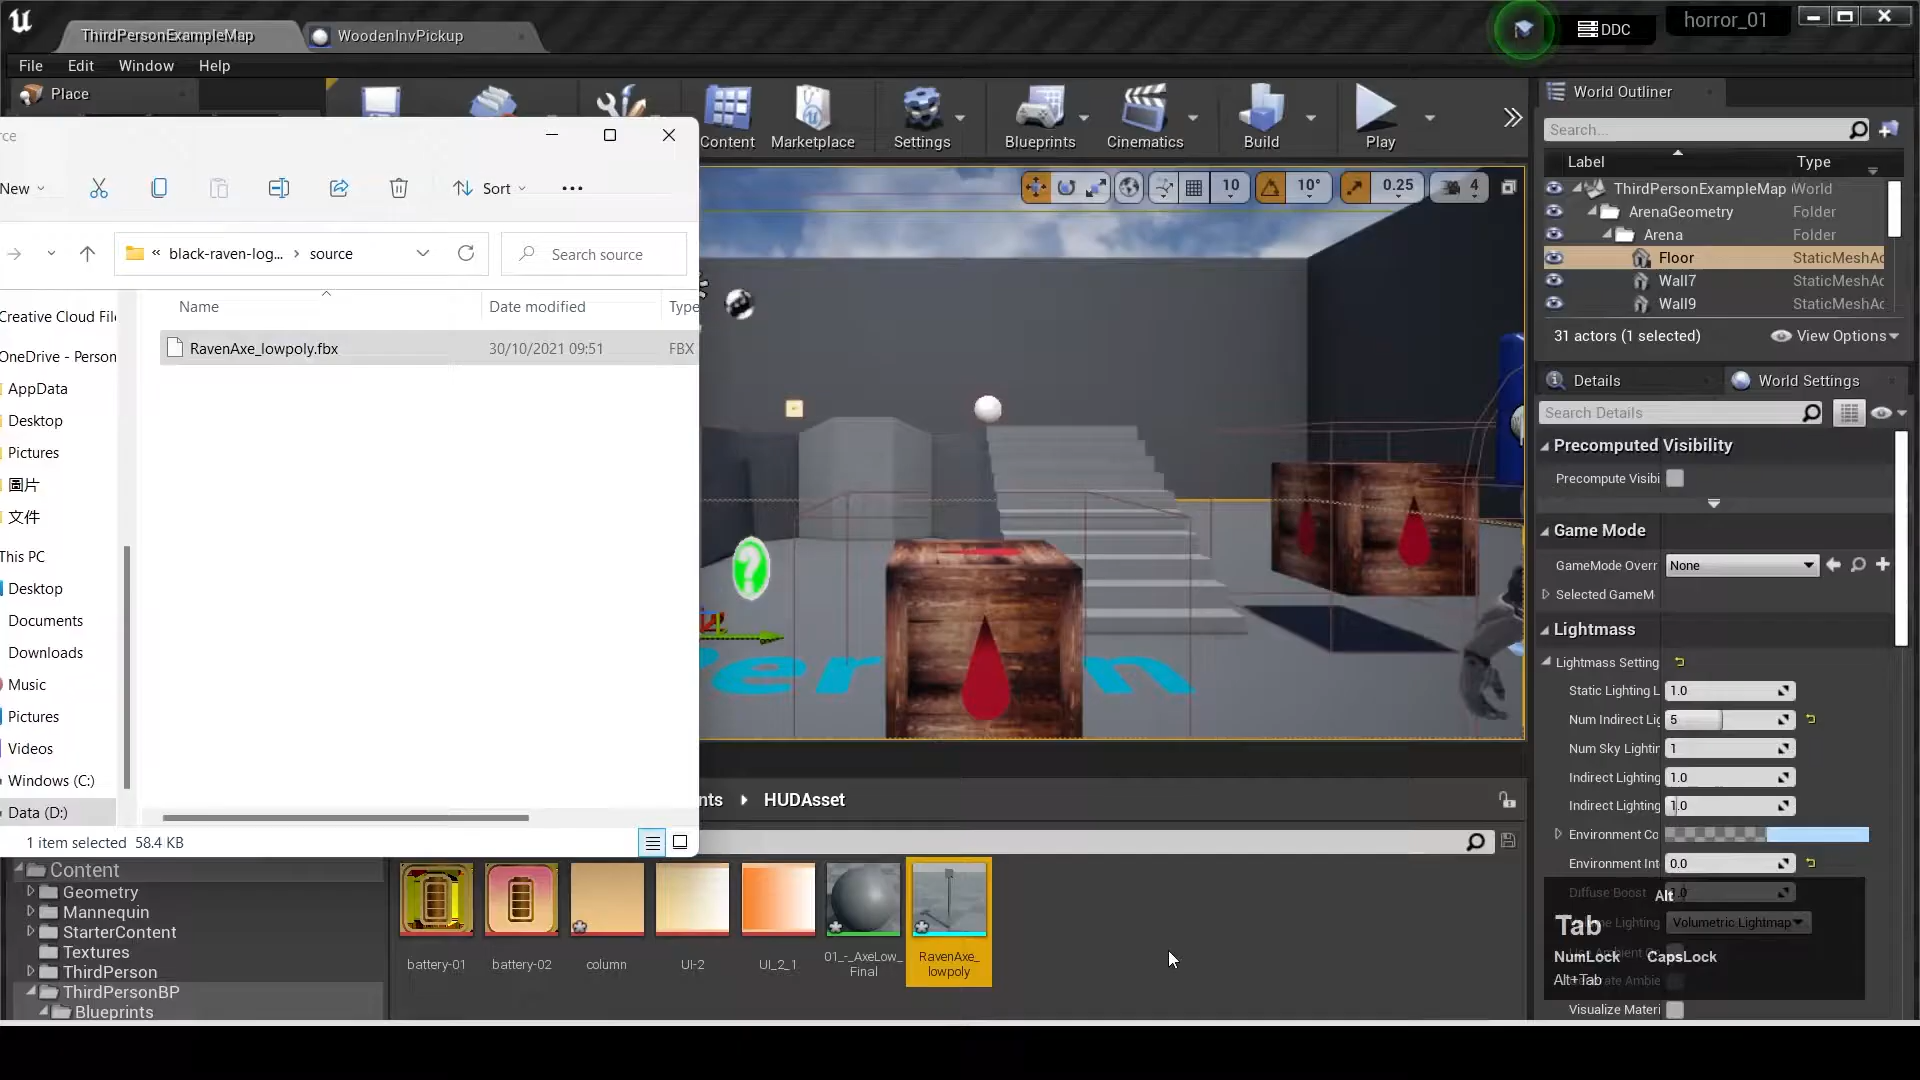 ThirdPersonExampleMap
WoodenInvPickup
DDC
horror_01
File Edit Window Help
Place
Content
Marketplace
Settings
Blueprints
Cinematics
Build
Play
World Outliner
Search...
Label
Type
ThirdPersonExampleMap World
ArenaGeometry Folder
Arena Folder
Floor StaticMeshAc
Wall7 StaticMeshAc
Wall9 StaticMeshAc
31 actors (1 selected)
View Options
10
10°
0.25
4
rce
New
Sort
« black-raven-log... › source
Search source
Name
Date modified
Type
RavenAxe_lowpoly.fbx
30/10/2021 09:51
FBX
Creative Cloud File
OneDrive - Person
AppData
Desktop
Pictures
圖片
文件
This PC
Desktop
Documents
Downloads
Music
Pictures
Videos
Windows (C:)
Data (D:)
1 item selected 58.4 KB
?
er
n
Details
World Settings
Search Details
Precomputed Visibility
Precompute Visibi
Game Mode
GameMode Overr
None
Selected GameM
Lightmass
Lightmass Setting
Static Lighting L 1.0
Num Indirect Lig 5
Num Sky Lightin 1
Indirect Lighting 1.0
Indirect Lighting 1.0
Environment Co
Environment Int 0.0
Diffuse Boost
Volumetric Lightmap
Visualize Materi
Alt
Tab
NumLock CapsLock
Alt+Tab
nts
HUDAsset
Content
Geometry
Mannequin
StarterContent
Textures
ThirdPerson
ThirdPersonBP
Blueprints
battery-01
battery-02
column
UI-2
UI_2_1
01_-_AxeLow_
Final
RavenAxe_
lowpoly